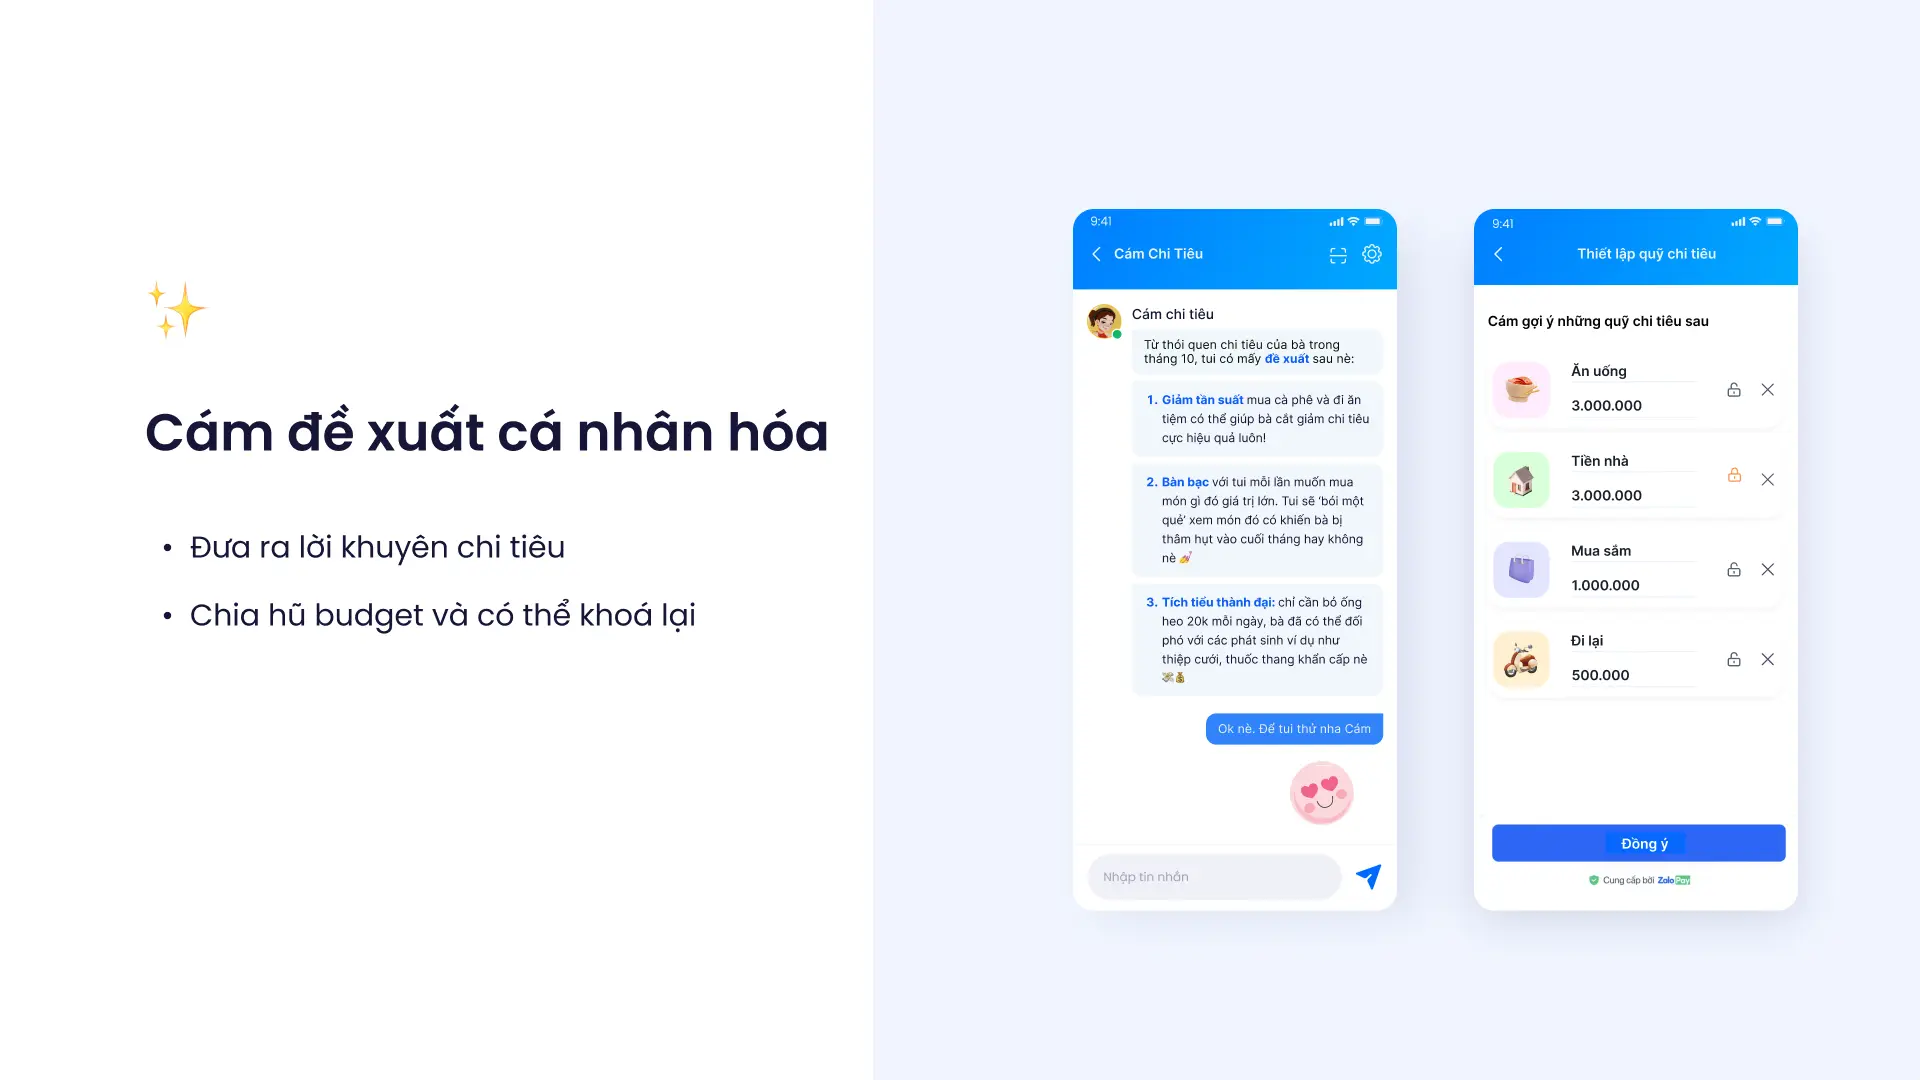 Cám đề xuất cá nhân hóa
• Đưa ra lời khuyên chi tiêu
• Chia hũ budget và có thể khoá lại
9:41
Cám Chi Tiêu
Cám chi tiêu
Từ thói quen chi tiêu của bà trong
tháng 10, tui có mấy đề xuất sau nè:
1. Giảm tần suất mua cà phê và đi ăn
tiệm có thể giúp bà cắt giảm chi tiêu
cực hiệu quả luôn!
2. Bàn bạc với tui mỗi lần muốn mua
món gì đó giá trị lớn. Tui sẽ ‘bói một
quẻ’ xem món đó có khiến bà bị
thâm hụt vào cuối tháng hay không
nè 💅
3. Tích tiểu thành đại: chỉ cần bỏ ống
heo 20k mỗi ngày, bà đã có thể đối
phó với các phát sinh ví dụ như
thiệp cưới, thuốc thang khẩn cấp nè
💸💰
Ok nè. Để tui thử nha Cám
Nhập tin nhắn
9:41
Thiết lập quỹ chi tiêu
Cám gợi ý những quỹ chi tiêu sau
Ăn uống
3.000.000
Tiền nhà
3.000.000
Mua sắm
1.000.000
Đi lại
500.000
Đồng ý
Cung cấp bởi ZaloPay